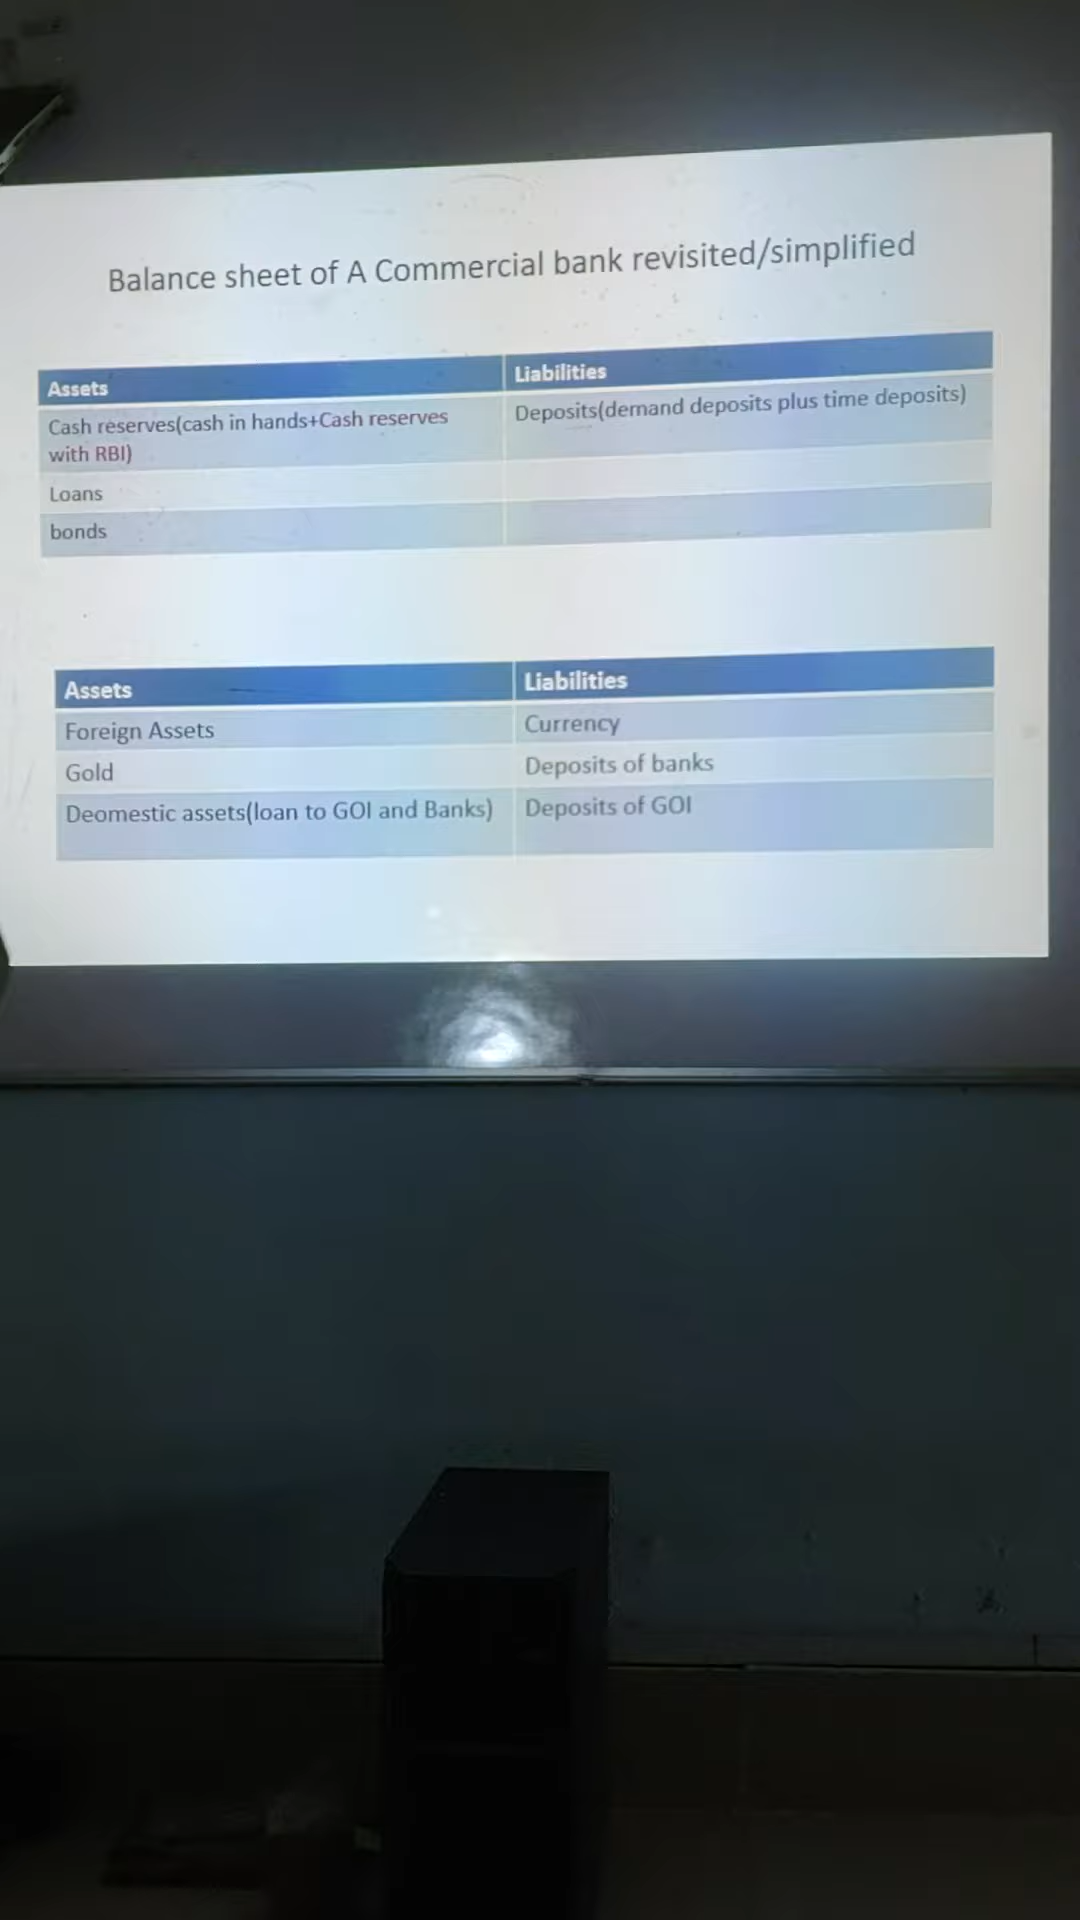 Balance sheet of A Commercial bank revisited/simplified
Assets
Liabilities
Cash reserves(cash in hands+Cash reserves
with RBI)
Deposits(demand deposits plus time deposits)
Loans
bonds
Assets
Liabilities
Foreign Assets
Currency
Gold
Deposits of banks
Deomestic assets(loan to GOI and Banks)
Deposits of GOI